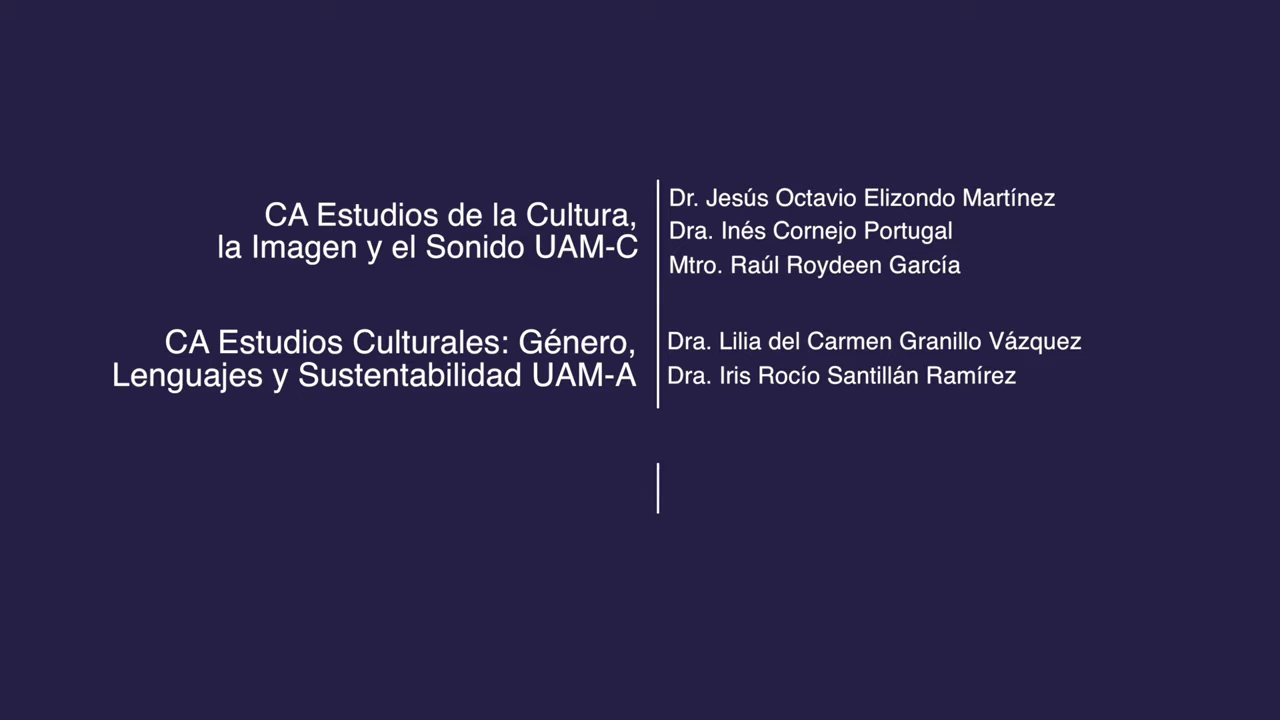 CA Estudios de la Cultura,
la Imagen y el Sonido UAM-C
Dr. Jesús Octavio Elizondo Martínez
Dra. Inés Cornejo Portugal
Mtro. Raúl Roydeen García
CA Estudios Culturales: Género,
Lenguajes y Sustentabilidad UAM-A
Dra. Lilia del Carmen Granillo Vázquez
Dra. Iris Rocío Santillán Ramírez